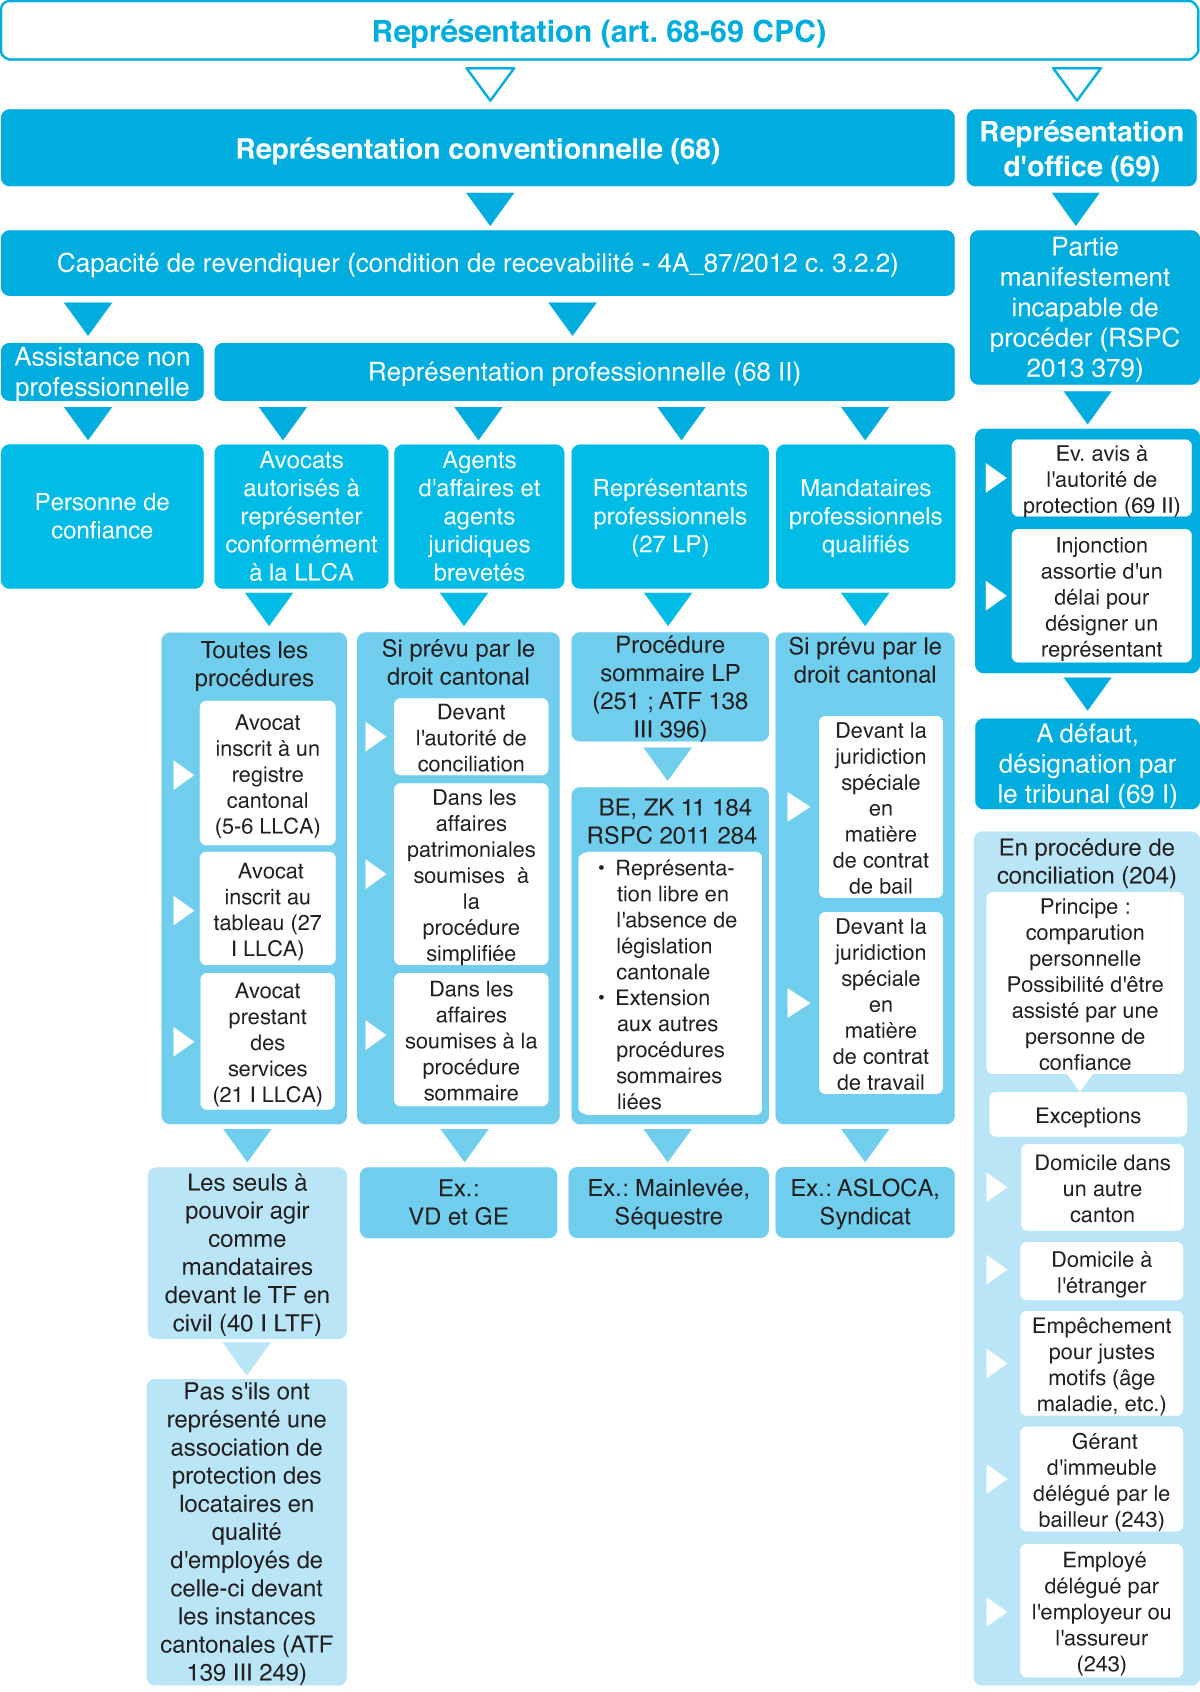 Représentation (art. 68-69 CPC)
Représentation conventionnelle (68)
Capacité de revendiquer (condition de recevabilité - 4A_87/2012 c. 3.2.2)
Assistance non
professionnelle
Représentation professionnelle (68 II)
Personne de
confiance
Avocats
autorisés à
représenter
conformément
à la LLCA
Agents
d'affaires et
agents
juridiques
brevetés
Représentants
professionnels
(27 LP)
Mandataires
professionnels
qualifiés
Toutes les
procédures
Avocat
inscrit à un
registre
cantonal
(5-6 LLCA)
Avocat
inscrit au
tableau (27
I LLCA)
Avocat
prestant
des
services
(21 I LLCA)
Les seuls à
pouvoir agir
comme
mandataires
devant le TF en
civil (40 I LTF)
Pas s'ils ont
représenté une
association de
protection des
locataires en
qualité
d'employés de
celle-ci devant
les instances
cantonales (ATF
139 III 249)
Si prévu par le
droit cantonal
Devant
l'autorité de
conciliation
Dans les
affaires
patrimoniales
soumises à
la
procédure
simplifiée
Dans les
affaires
soumises à la
procédure
sommaire
Ex.:
VD et GE
Procédure
sommaire LP
(251 ; ATF 138
III 396)
BE, ZK 11 184
RSPC 2011 284
• Représenta-
tion libre en
l'absence de
législation
cantonale
• Extension
aux autres
procédures
sommaires
liées
Ex.: Mainlevée,
Séquestre
Si prévu par le
droit cantonal
Devant la
juridiction
spéciale
en
matière
de contrat
de bail
Devant la
juridiction
spéciale
en
matière
de contrat
de travail
Ex.: ASLOCA,
Syndicat
Représentation
d'office (69)
Partie
manifestement
incapable de
procéder (RSPC
2013 379)
Ev. avis à
l'autorité de
protection (69 II)
Injonction
assortie d'un
délai pour
désigner un
représentant
A défaut,
désignation par
le tribunal (69 I)
En procédure de
conciliation (204)
Principe :
comparution
personnelle
Possibilité d'être
assisté par une
personne de
confiance
Exceptions
Domicile dans
un autre
canton
Domicile à
l'étranger
Empêchement
pour justes
motifs (âge
maladie, etc.)
Gérant
d'immeuble
délégué par le
bailleur (243)
Employé
délégué par
l'employeur ou
l'assureur
(243)